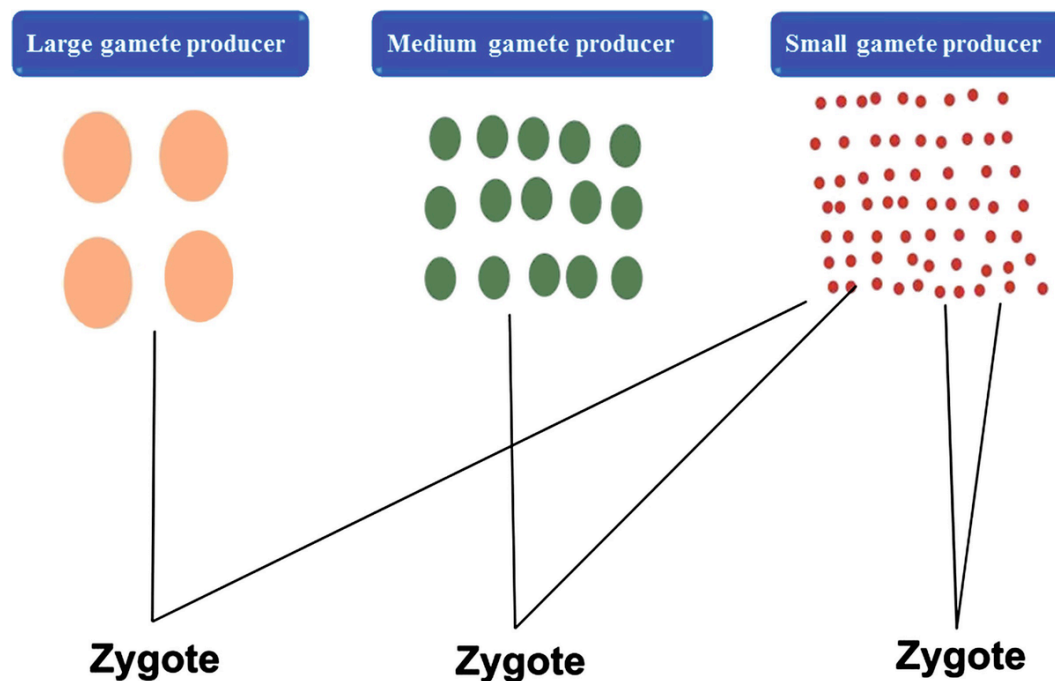 Large gamete producer
Medium gamete producer
Small gamete producer
Zygote
Zygote
Zygote